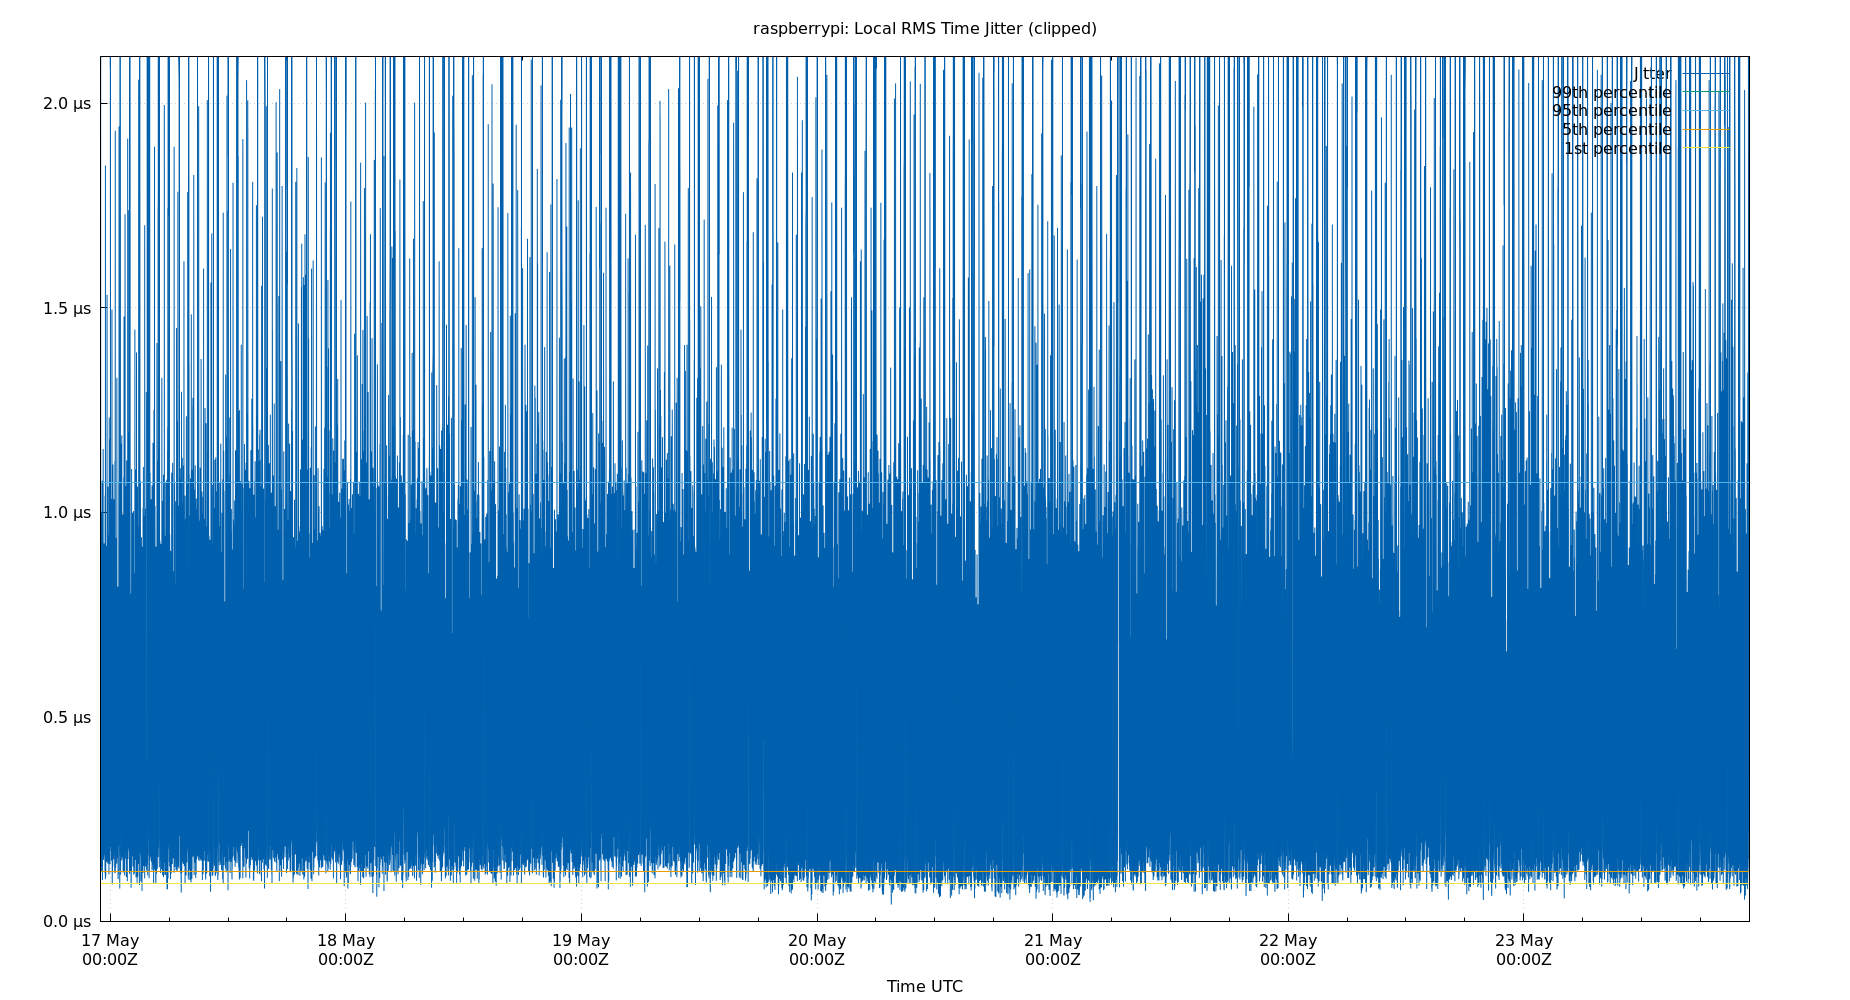 raspberrypi: Local RMS Time Jitter (clipped)
Jitter
99th percentile
95th percentile
5th percentile
1st percentile
2.0 µs
1.5 µs
1.0 µs
0.5 µs
0.0 µs
17 May 18 May 19 May 20 May 21 May 22 May 23 May
00:00Z 00:00Z 00:00Z 00:00Z 00:00Z 00:00Z 00:00Z
Time UTC